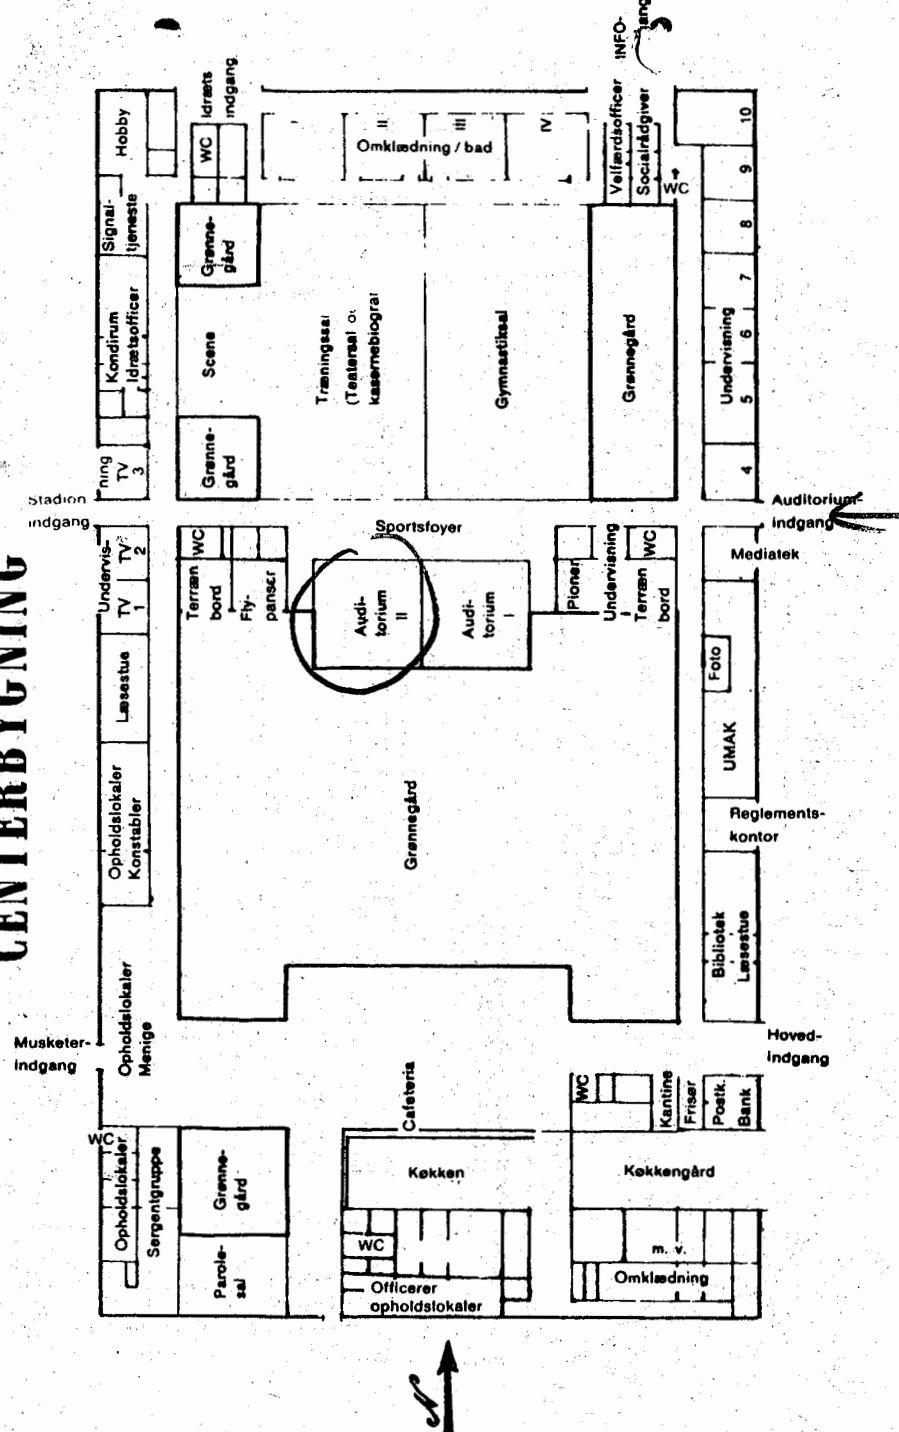 CENTERBYGNING
Idræts
indgang
INFO-
Hobby
WC
I
II
III
IV
Omklædning / bad
Velfærdsofficer
Socialrådgiver
WC
10
9
8
7
6
5
4
Undervisning
Signal-
tjeneste
Kondirum
Idrætsofficer
Grønne-
gård
Scene
Grønne-
gård
Træningssal
(Teatersal o
kasernebiograf
Gymnastiksal
Grønnegård
ning
TV
3
Stadion
indgang
Sportsfoyer
Auditorium-
indgang
Undervis-
TV
2
TV
1
WC
Terræn
bord
Fly-
panser
Audi-
torium
II
Audi-
torium
I
Pioner
Undervisning
WC
Terræn
bord
Mediatek
Læsestue
Foto
UMAK
Opholdslokaler
Konstabler
Grønnegård
Reglements-
kontor
Bibliotek
Læsestue
Musketer-
indgang
Opholdslokaler
Menige
Hoved-
indgang
Cafeteria
WC
Kantine
Frisør
Postk.
Bank
WC
Opholdslokaler
Sergentgruppe
Grønne-
gård
Køkken
Køkkengård
Parole-
sal
WC
m. v.
Omklædning
Officerer
opholdslokaler
N